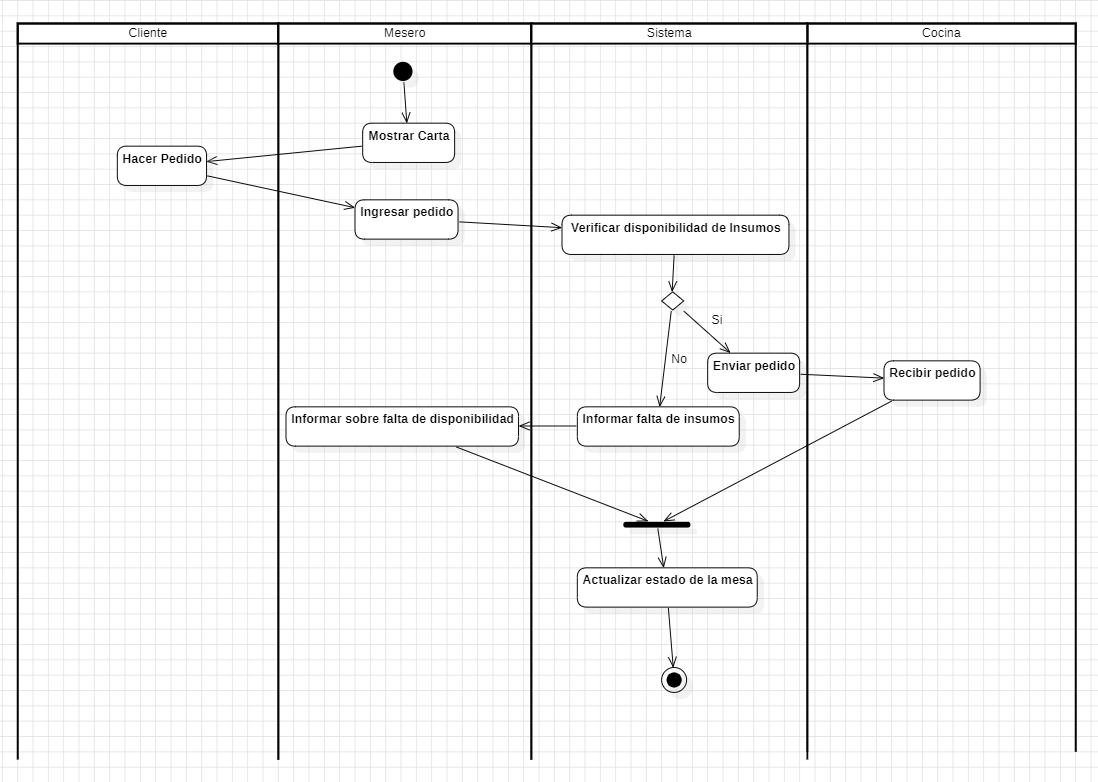 Cliente
Mesero
Sistema
Cocina
Mostrar Carta
Hacer Pedido
Ingresar pedido
Verificar disponibilidad de Insumos
Si
No
Enviar pedido
Recibir pedido
Informar sobre falta de disponibilidad
Informar falta de insumos
Actualizar estado de la mesa